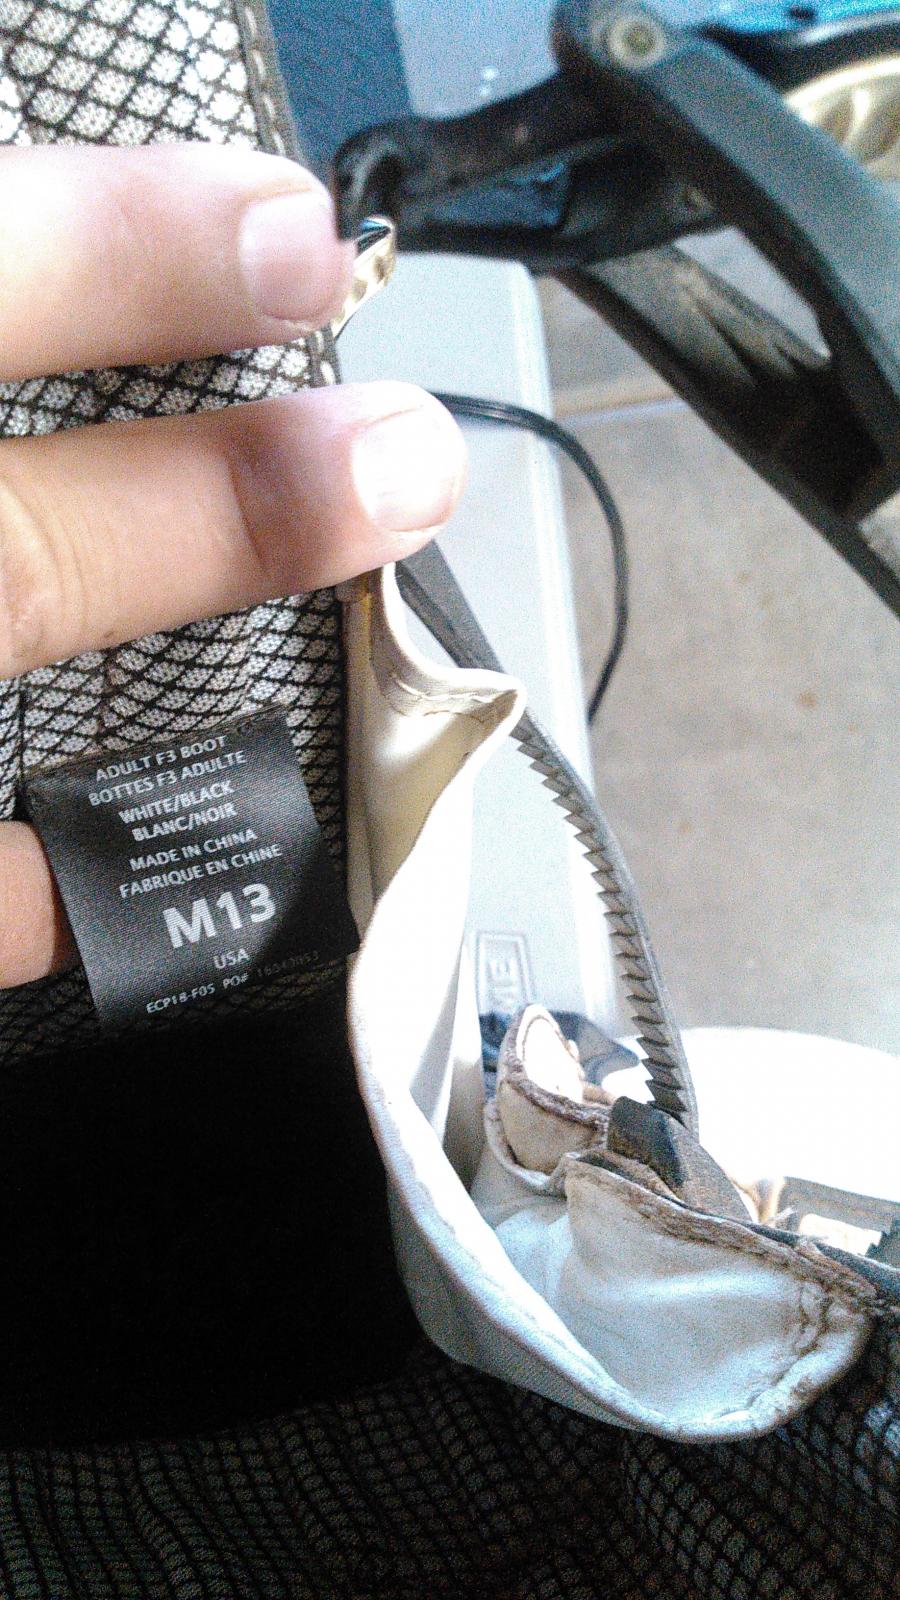 ADULT F3 BOOT
BOTTES F3 ADULTE
WHITE/BLACK
BLANC/NOIR
MADE IN CHINA
FABRIQUE EN CHINE
M13
USA
ECP18-F05 PO#